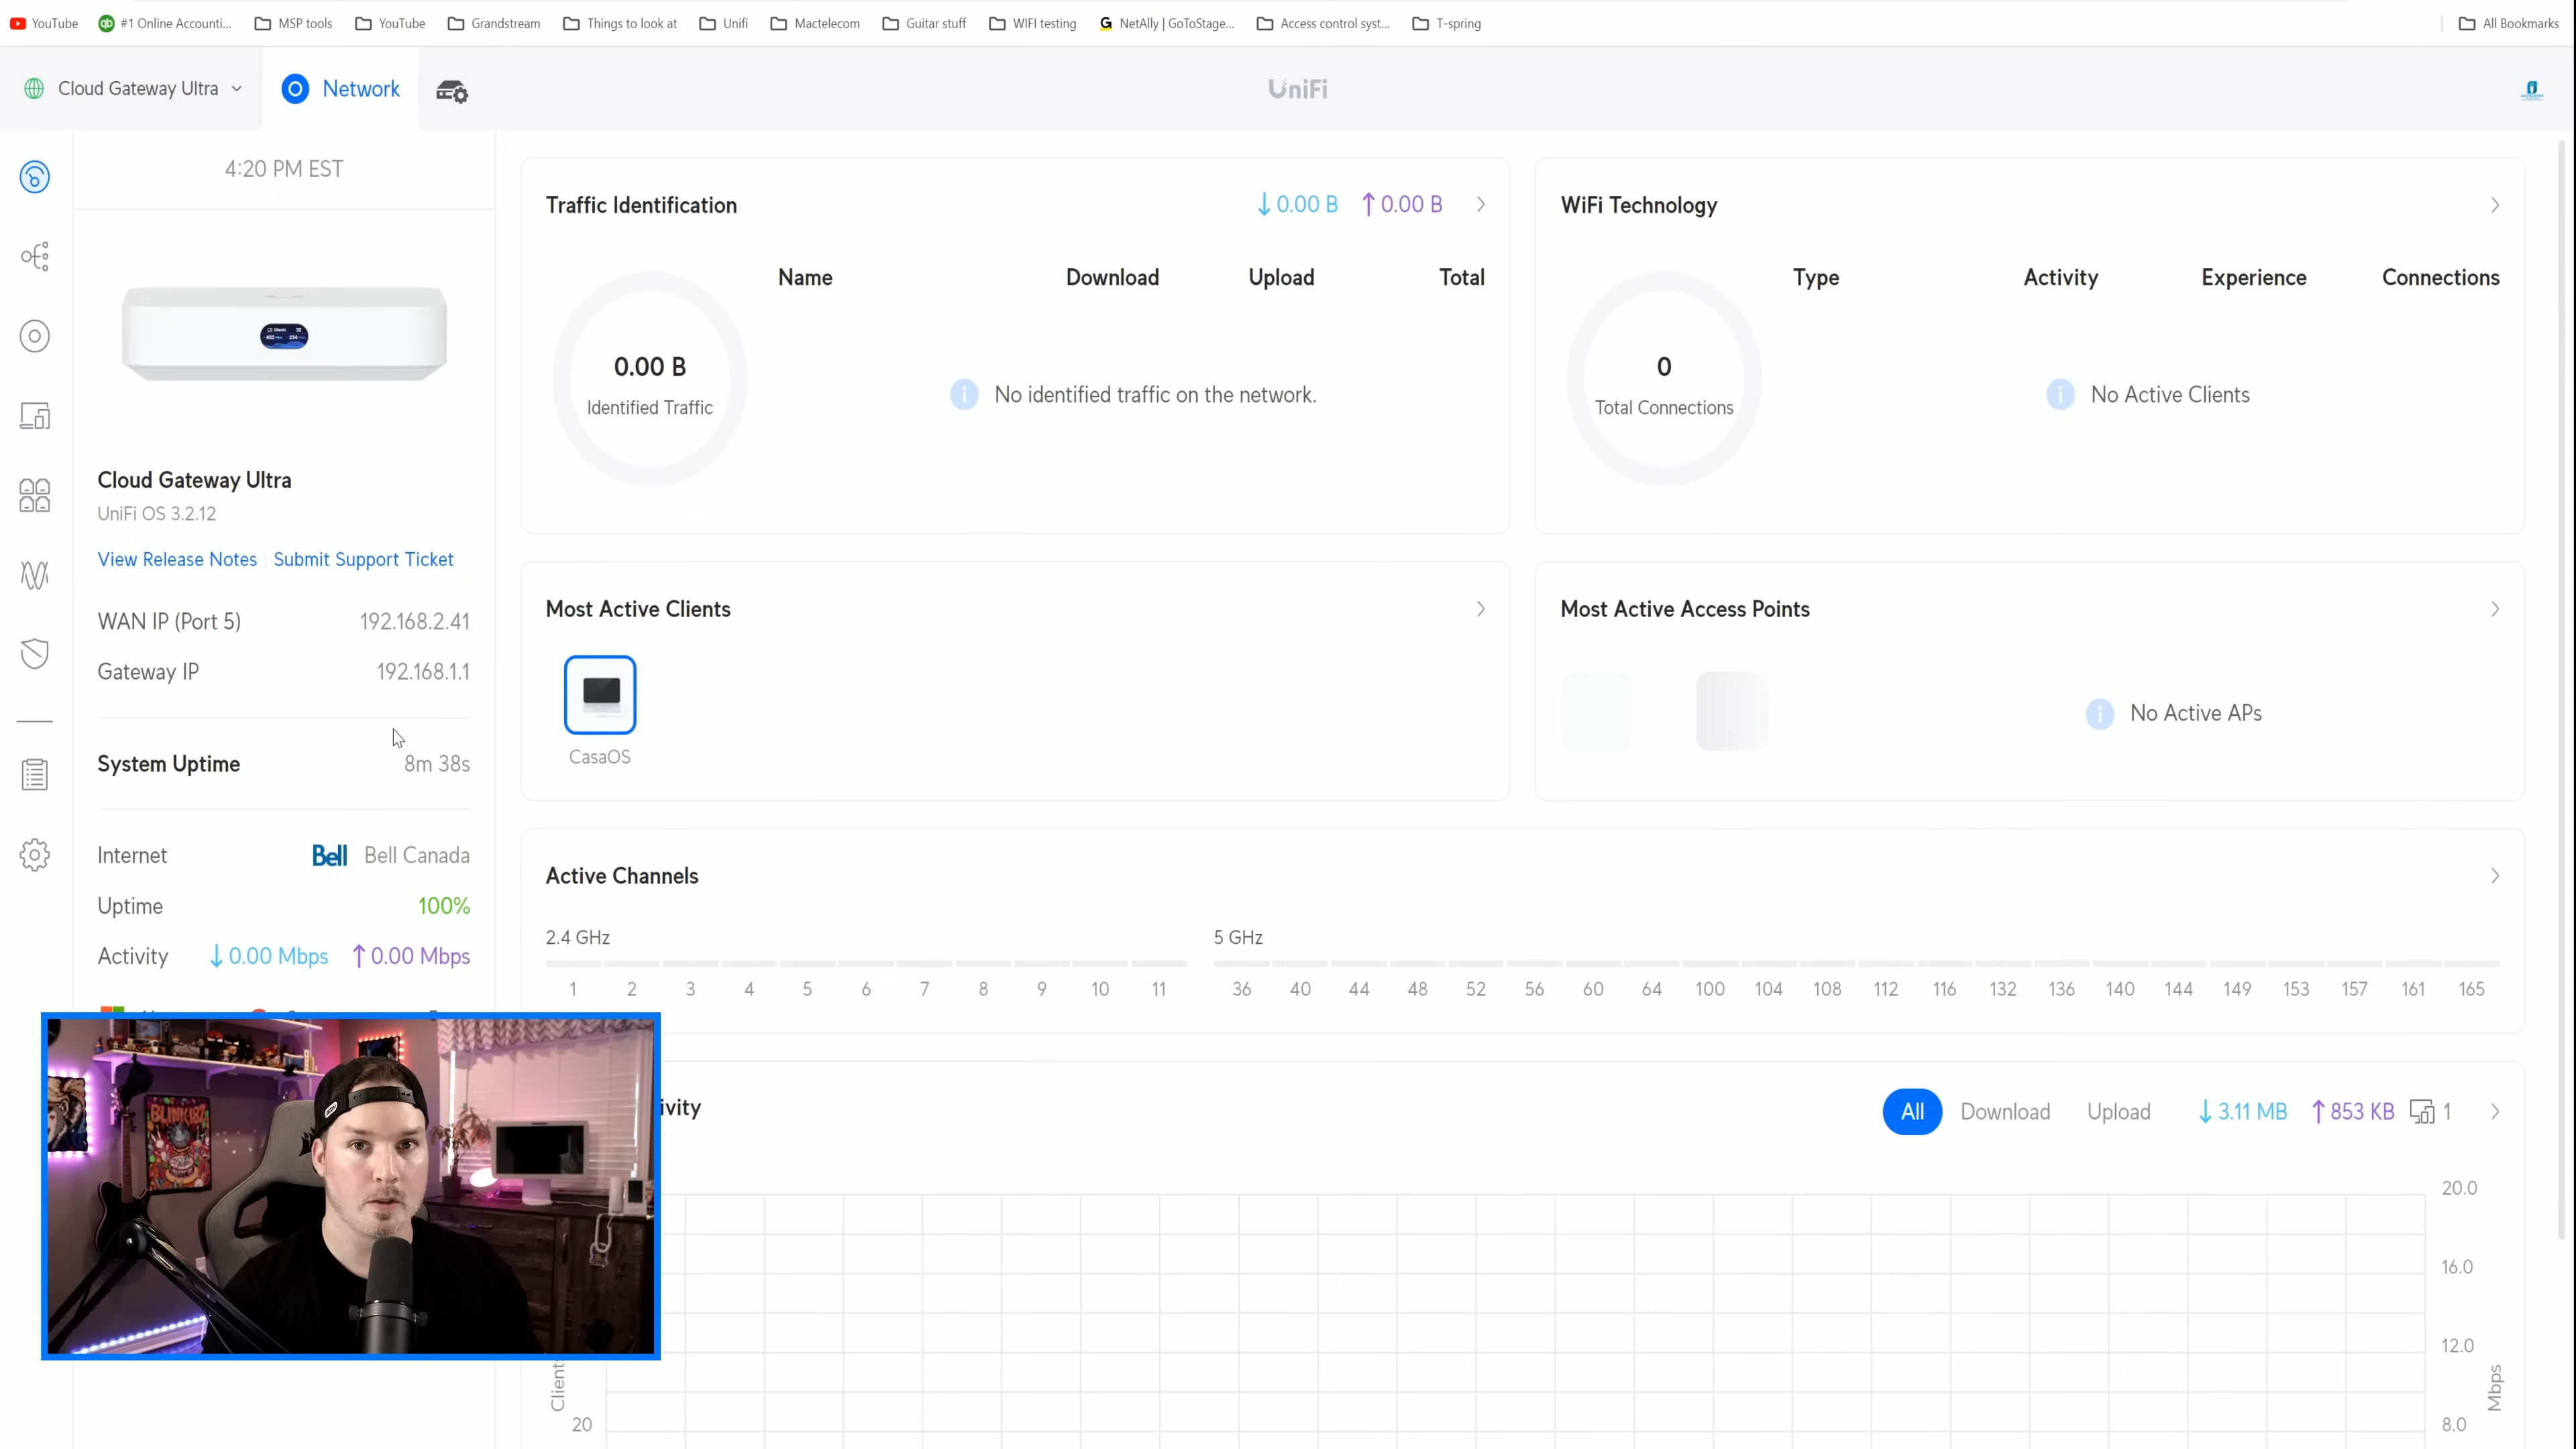 YouTube #1 Online Accounti... MSP tools YouTube Grandstream Things to look at Unifi Mactelecom Guitar stuff WIFI testing NetAlly | GoToStage... Access control syst... T-spring All Bookmarks
Cloud Gateway Ultra Network UniFi
4:20 PM EST
Cloud Gateway Ultra
UniFi OS 3.2.12
View Release Notes Submit Support Ticket
WAN IP (Port 5) 192.168.2.41
Gateway IP 192.168.1.1
System Uptime 8m 38s
Internet Bell Bell Canada
Uptime 100%
Activity ↓0.00 Mbps ↑0.00 Mbps
Traffic Identification ↓0.00 B ↑0.00 B
Name Download Upload Total
0.00 B
Identified Traffic
No identified traffic on the network.
WiFi Technology
Type Activity Experience Connections
0
Total Connections
No Active Clients
Most Active Clients
CasaOS
Most Active Access Points
No Active APs
Active Channels
2.4 GHz
1 2 3 4 5 6 7 8 9 10 11
5 GHz
36 40 44 48 52 56 60 64 100 104 108 112 116 132 136 140 144 149 153 157 161 165
ivity All Download Upload ↓3.11 MB ↑853 KB 1
20.0
16.0
12.0
8.0
Mbps
Client
20
BLINK182